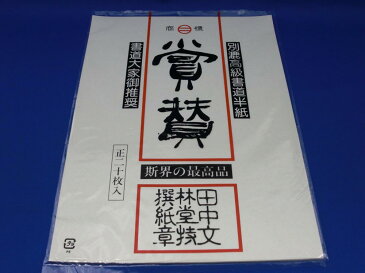 商標
別漉高級書道半紙
賞賛
書道大家御推奨
正二十枚入
斯界の最高品
田中文
林堂技
撰紙章